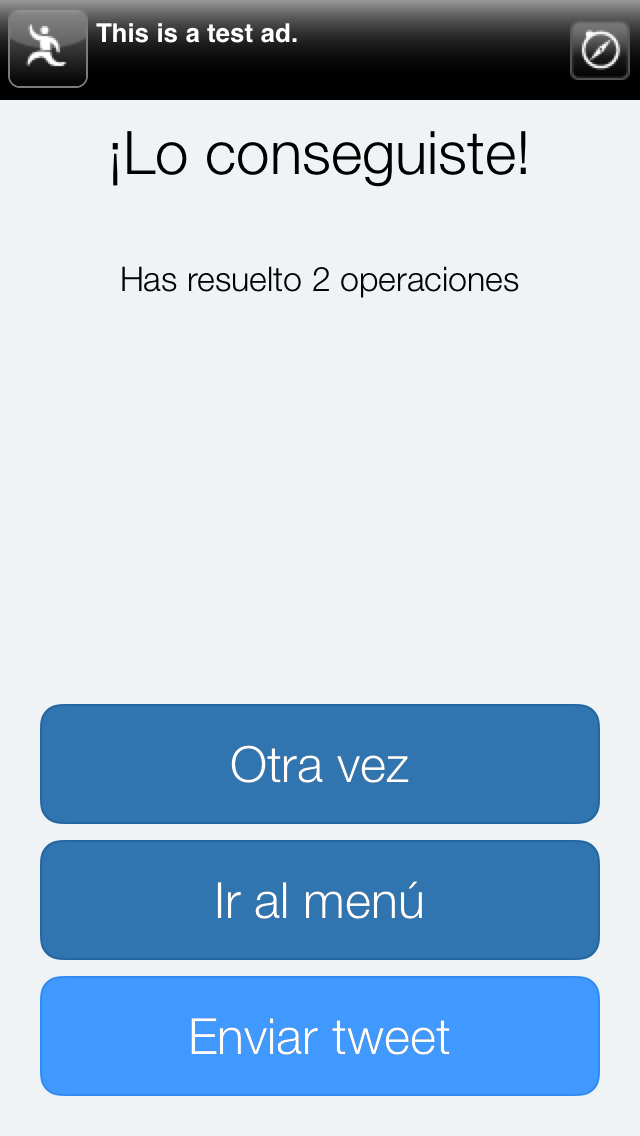 This is a test ad.
¡Lo conseguiste!
Has resuelto 2 operaciones
Otra vez
Ir al menú
Enviar tweet